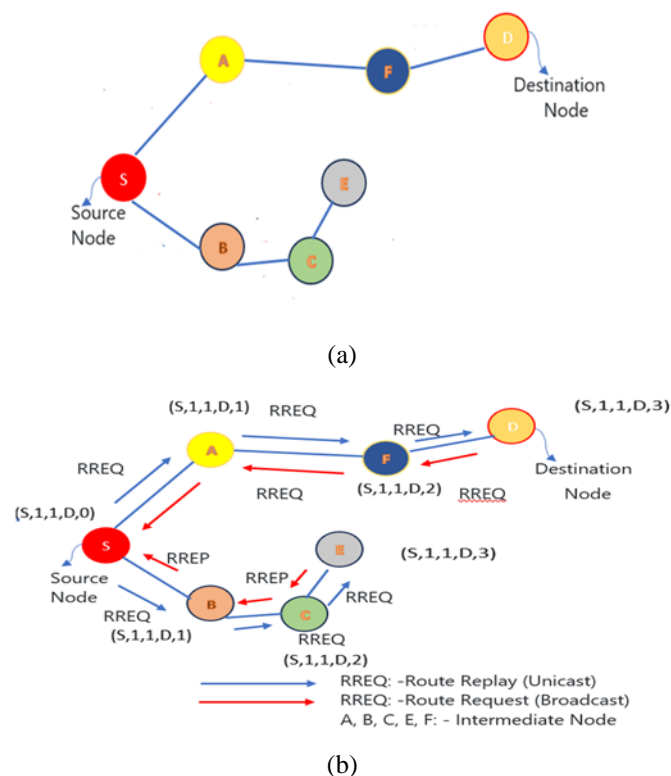 D
A
F
Destination
Node
S
E
Source
Node
B
C
(a)
(S,1,1,D,1)
RREQ
(S,1,1,D,3)
RREQ
D
A
RREQ
F
Destination
Node
RREQ
(S,1,1,D,2)
RREQ
(S,1,1,D,0)
S
RREP
E
(S,1,1,D,3)
Source
Node
RREP
RREQ
B
RREQ
C
(S,1,1,D,1)
RREQ
(S,1,1,D,2)
RREQ: -Route Replay (Unicast)
RREQ: -Route Request (Broadcast)
A, B, C, E, F: - Intermediate Node
(b)